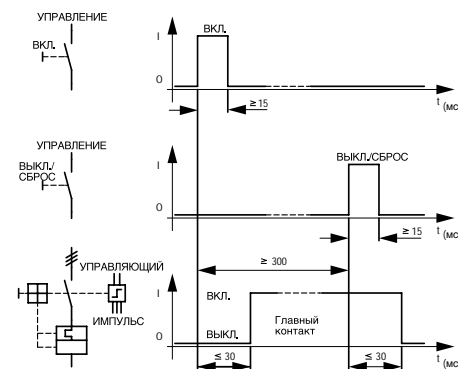 УПРАВЛЕНИЕ
ВКЛ.
I
ВКЛ.
0
t (мс
≥ 15
УПРАВЛЕНИЕ
ВЫКЛ./
СБРОС
I
ВЫКЛ./СБРОС
0
t (мс
≥ 15
≥ 300
УПРАВЛЯЮЩИЙ
ИМПУЛЬС
I
ВКЛ.
Главный
контакт
ВЫКЛ.
0
t (мс
≤ 30
≤ 30